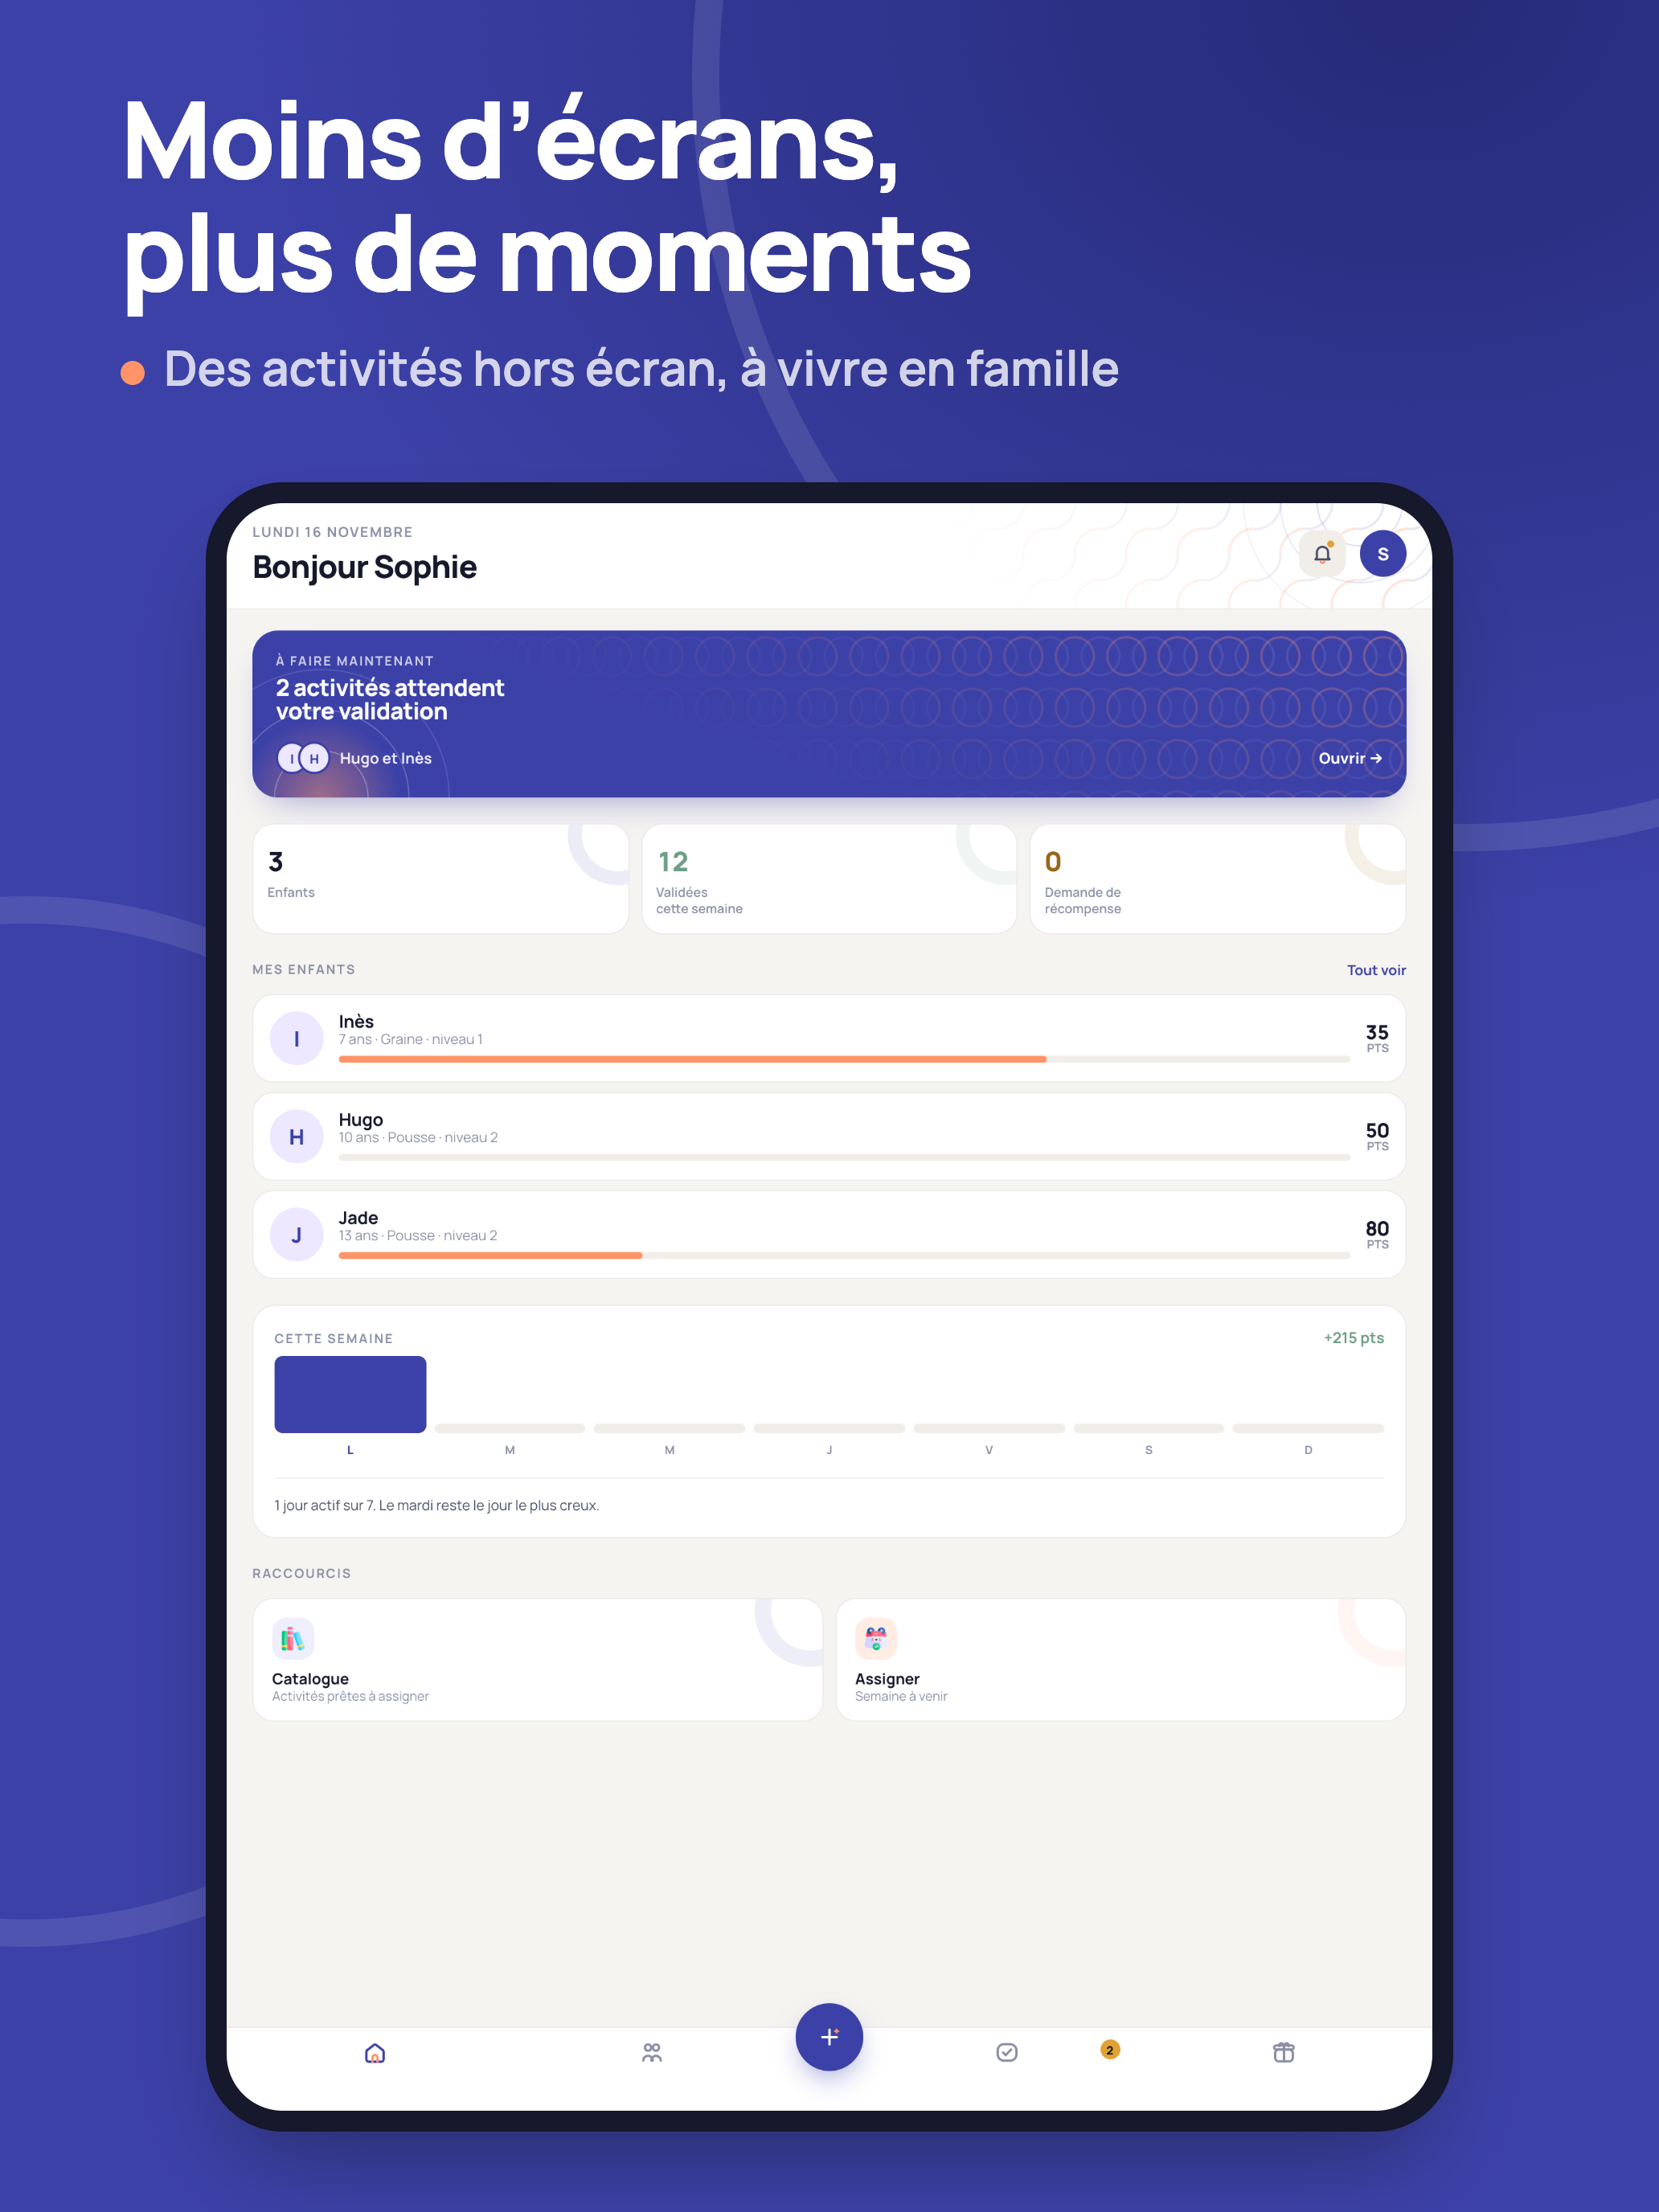 Moins d’écrans,
plus de moments
Des activités hors écran, à vivre en famille
LUNDI 16 NOVEMBRE
Bonjour Sophie
S
À FAIRE MAINTENANT
2 activités attendent
votre validation
I H Hugo et Inès
Ouvrir →
3
Enfants
12
Validées
cette semaine
0
Demande de
récompense
MES ENFANTS
Tout voir
I
Inès
7 ans · Graine · niveau 1
35
PTS
H
Hugo
10 ans · Pousse · niveau 2
50
PTS
J
Jade
13 ans · Pousse · niveau 2
80
PTS
CETTE SEMAINE
+215 pts
L M M J V S D
1 jour actif sur 7. Le mardi reste le jour le plus creux.
RACCOURCIS
Catalogue
Activités prêtes à assigner
Assigner
Semaine à venir
2